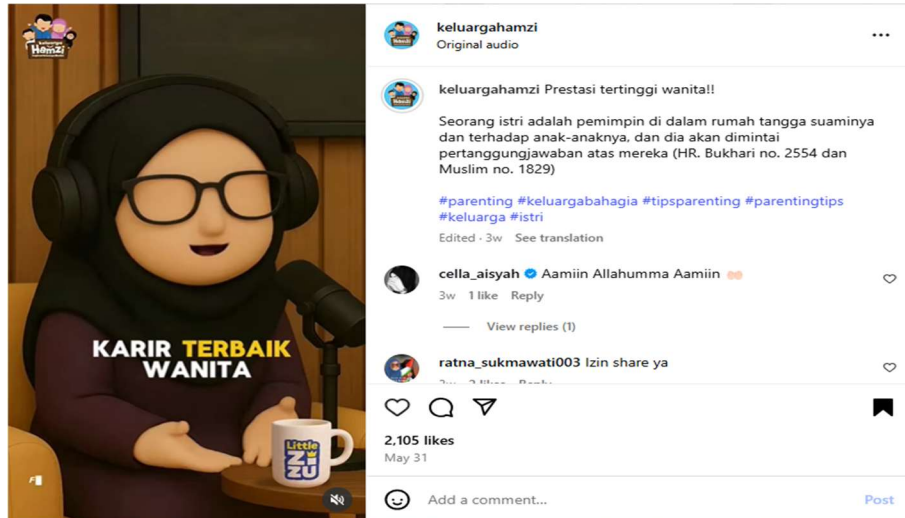 keluarga
Hamzi
KARIR TERBAIK
WANITA
Little
ZI
ZU
keluargahamzi
Original audio
keluargahamzi Prestasi tertinggi wanita!!
Seorang istri adalah pemimpin di dalam rumah tangga suaminya
dan terhadap anak-anaknya, dan dia akan dimintai
pertanggungjawaban atas mereka (HR. Bukhari no. 2554 dan
Muslim no. 1829)
#parenting #keluargabahagia #tipsparenting #parentingtips
#keluarga #istri
Edited · 3w See translation
cella_aisyah Aamiin Allahumma Aamiin
3w 1 like Reply
View replies (1)
ratna_sukmawati003 Izin share ya
2,105 likes
May 31
Add a comment...
Post